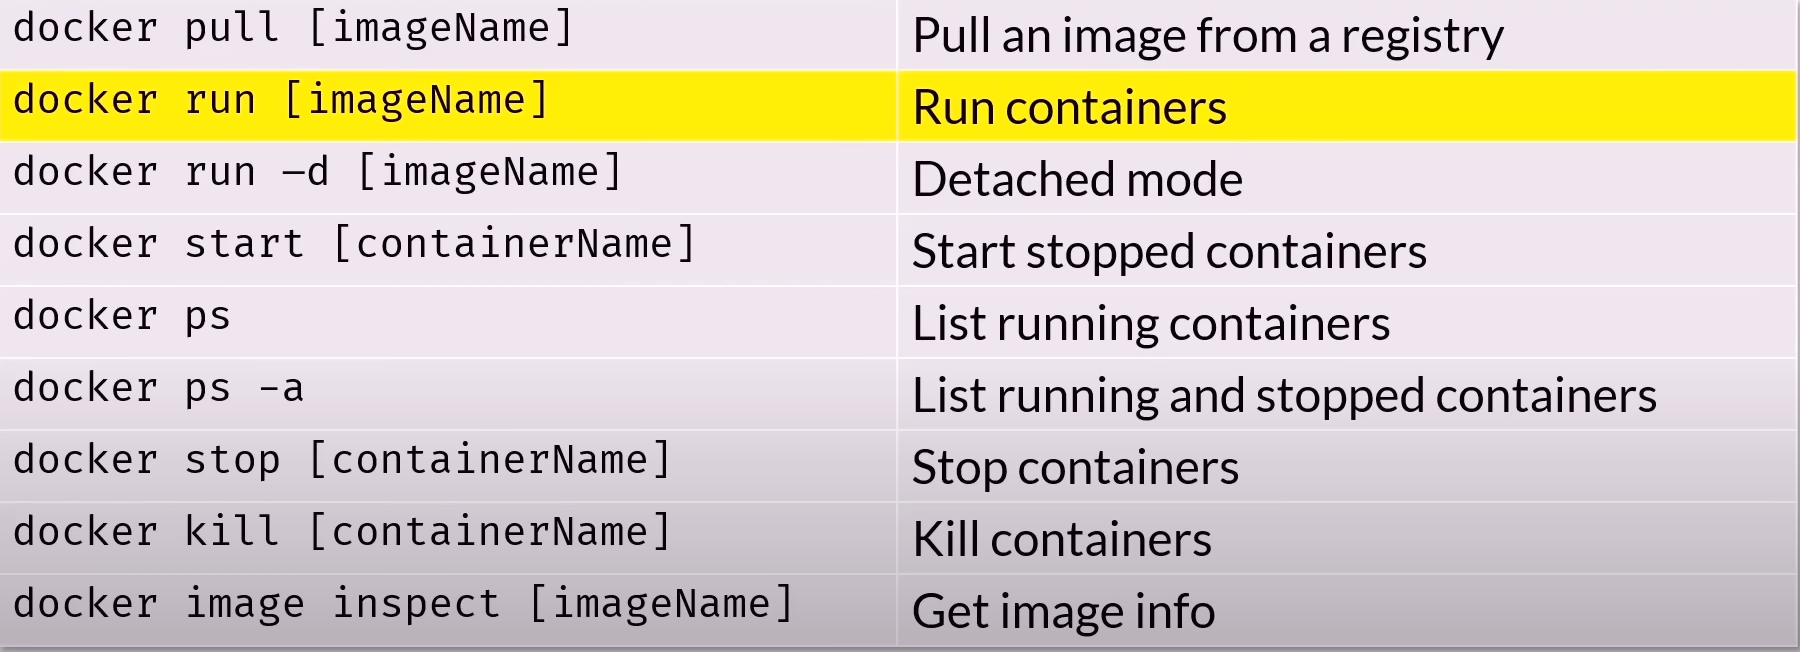 docker pull [imageName] Pull an image from a registry
docker run [imageName] Run containers
docker run –d [imageName] Detached mode
docker start [containerName] Start stopped containers
docker ps List running containers
docker ps -a List running and stopped containers
docker stop [containerName] Stop containers
docker kill [containerName] Kill containers
docker image inspect [imageName] Get image info